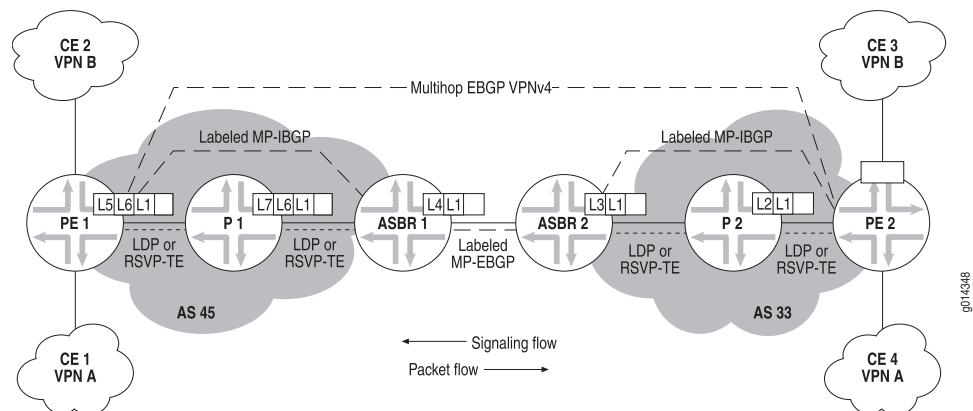 CE 2
VPN B
CE 3
VPN B
Multihop EBGP VPNv4
Labeled MP-IBGP
Labeled MP-IBGP
L5 L6 L1
L7 L6 L1
L4 L1
L3 L1
L2 L1
PE 1
P 1
ASBR 1
ASBR 2
P 2
PE 2
LDP or
RSVP-TE
LDP or
RSVP-TE
Labeled
MP-EBGP
LDP or
RSVP-TE
LDP or
RSVP-TE
AS 45
AS 33
Signaling flow
Packet flow
CE 1
VPN A
CE 4
VPN A
g014348